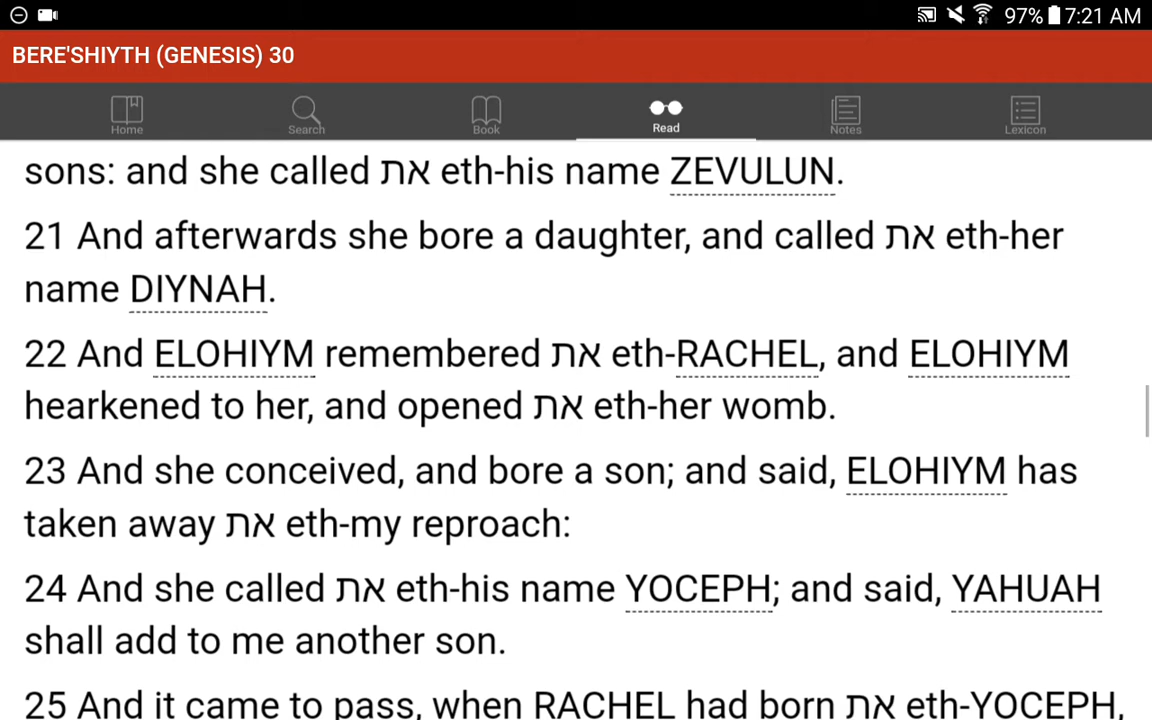 97% 7:21 AM
BERE'SHIYTH (GENESIS) 30
Home Search Book Read Notes Lexicon
sons: and she called את eth-his name ZEVULUN.
21 And afterwards she bore a daughter, and called את eth-her
name DIYNAH.
22 And ELOHIYM remembered את eth-RACHEL, and ELOHIYM
hearkened to her, and opened את eth-her womb.
23 And she conceived, and bore a son; and said, ELOHIYM has
taken away את eth-my reproach:
24 And she called את eth-his name YOCEPH; and said, YAHUAH
shall add to me another son.
25 And it came to pass, when RACHEL had born את eth-YOCEPH,